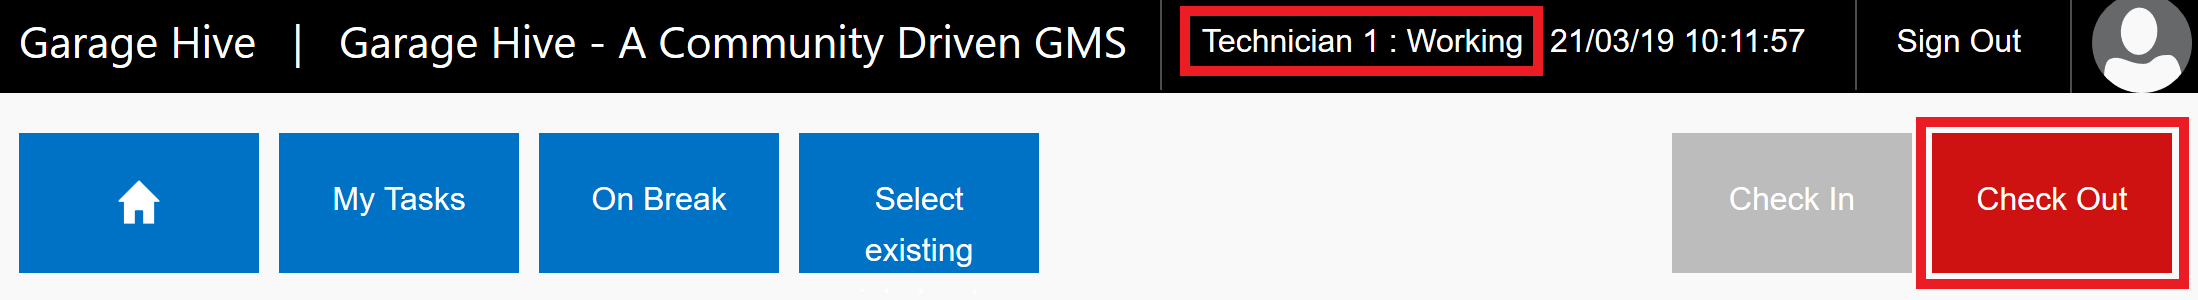 Garage Hive | Garage Hive - A Community Driven GMS Technician 1 : Working 21/03/19 10:11:57 Sign Out
My Tasks On Break Select Check In Check Out
existing